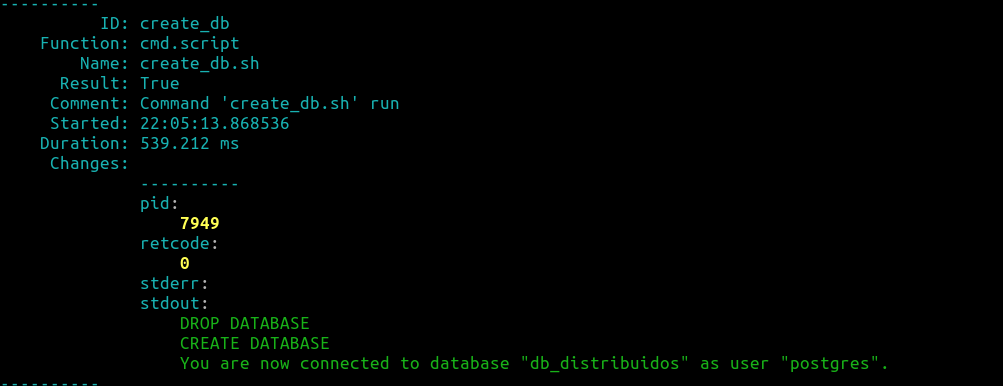 ----------
          ID: create_db
    Function: cmd.script
        Name: create_db.sh
      Result: True
     Comment: Command 'create_db.sh' run
     Started: 22:05:13.868536
    Duration: 539.212 ms
     Changes:
              ----------
              pid:
                  7949
              retcode:
                  0
              stderr:
              stdout:
                  DROP DATABASE
                  CREATE DATABASE
                  You are now connected to database "db_distribuidos" as user "postgres".
----------